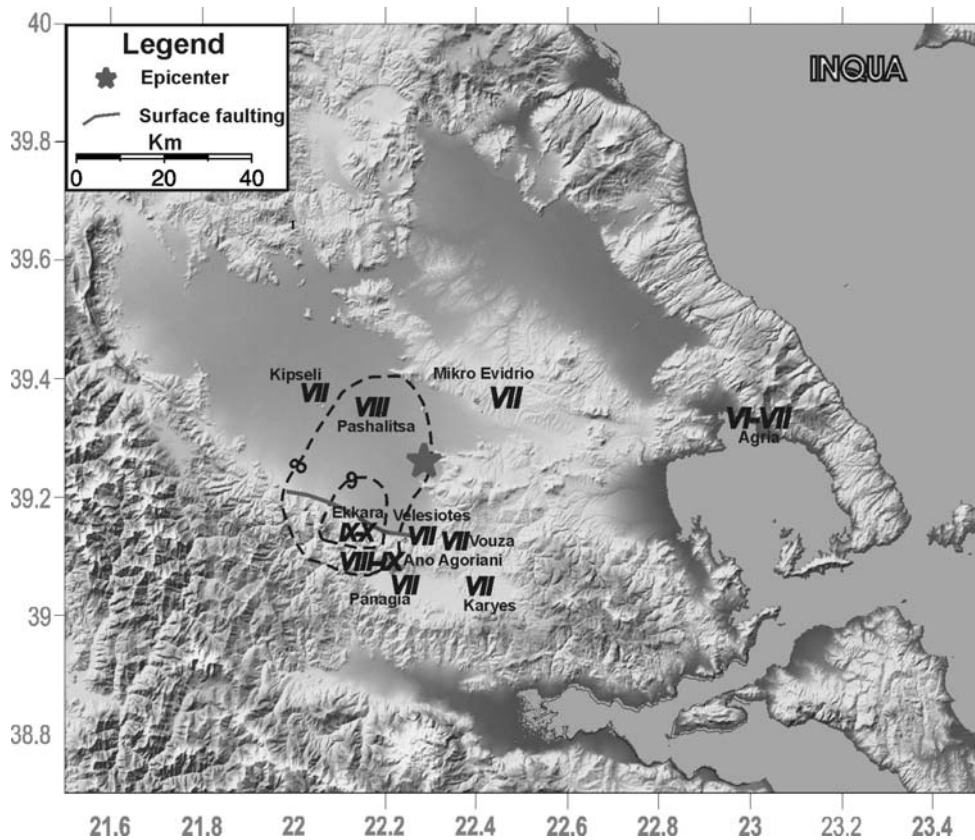 40
39.8
39.6
39.4
39.2
39
38.8
Legend
Epicenter
Surface faulting
Km
0 20 40
INQUA
Kipseli
VII
VIII
Pashalitsa
Mikro Evidrio
VII
VI-VII
Agria
8
9
Ekkara
IX-X
Velesiotes
VII
VII
Vouza
VIII-IX
Ano Agoriani
Panagia
VII
VII
Karyes
21.6 21.8 22 22.2 22.4 22.6 22.8 23 23.2 23.4